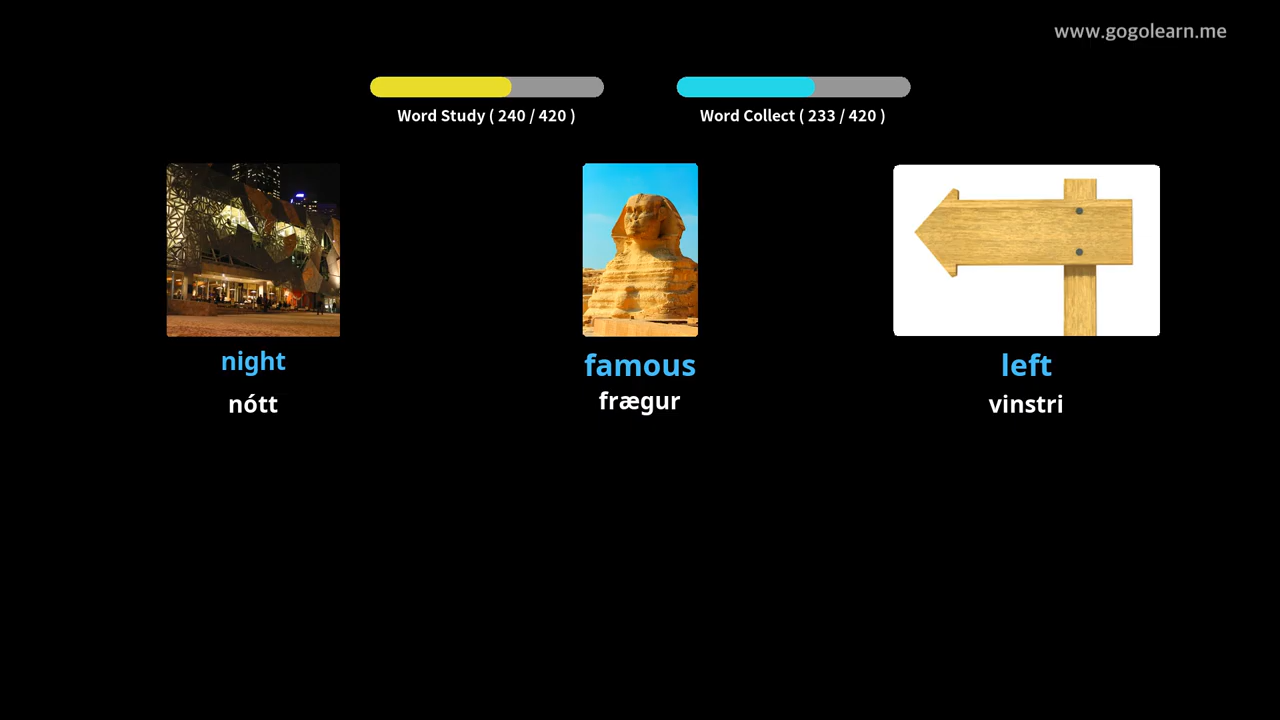 www.gogolearn.me
Word Study ( 240 / 420 )
Word Collect ( 233 / 420 )
night
famous
left
nótt
frægur
vinstri